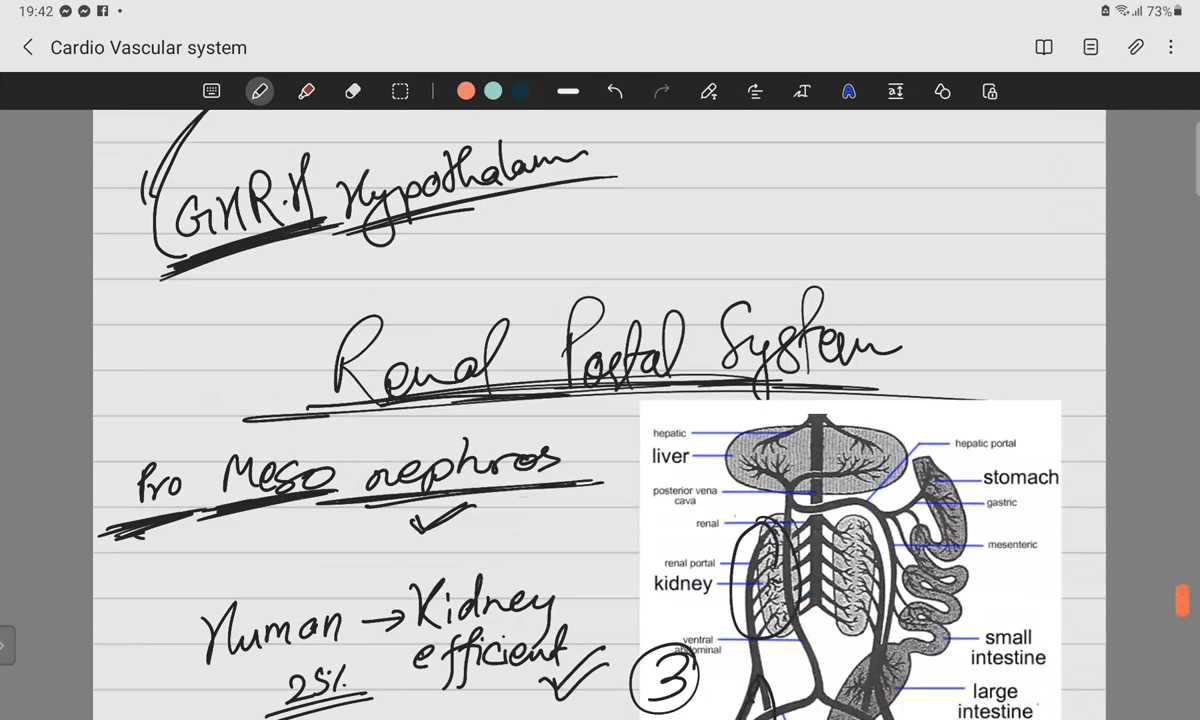 19:42
73%
Cardio Vascular system
GHR.H Hypothalam
Renal Portal System
Pro Meso nephros
Human → Kidney
efficient
25%
3
hepatic
liver
posterior vena
cava
renal
renal portal
kidney
ventral
abdominal
hepatic portal
stomach
gastric
mesenteric
small
intestine
large
intestine